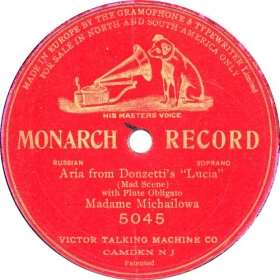 MADE IN EUROPE BY THE GRAMOPHONE & TYPEWRITER Limited
FOR SALE IN NORTH AND SOUTH AMERICA ONLY
HIS MASTERS VOICE
MONARCH RECORD
RUSSIAN SOPRANO
Aria from Donzetti's "Lucia"
(Mad Scene)
with Flute Obligato
Madame Michailowa
5045
VICTOR TALKING MACHINE CO
CAMDEN N J
Patented